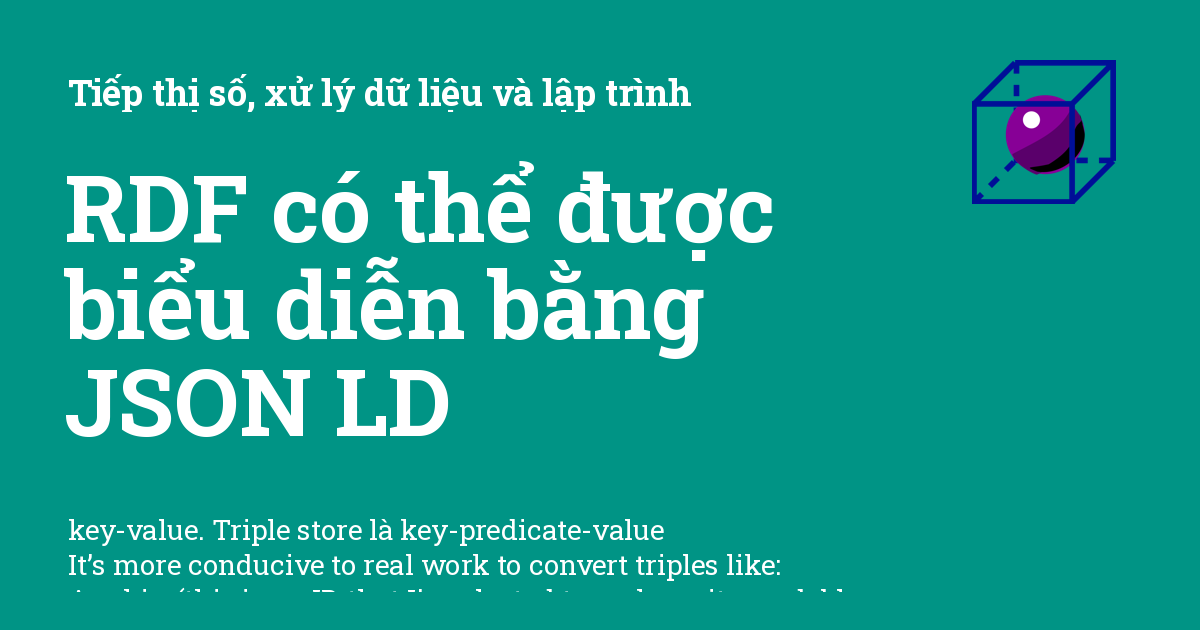 Tiếp thị số, xử lý dữ liệu và lập trình
RDF có thể được
biểu diễn bằng
JSON LD
key-value. Triple store là key-predicate-value
It’s more conducive to real work to convert triples like: